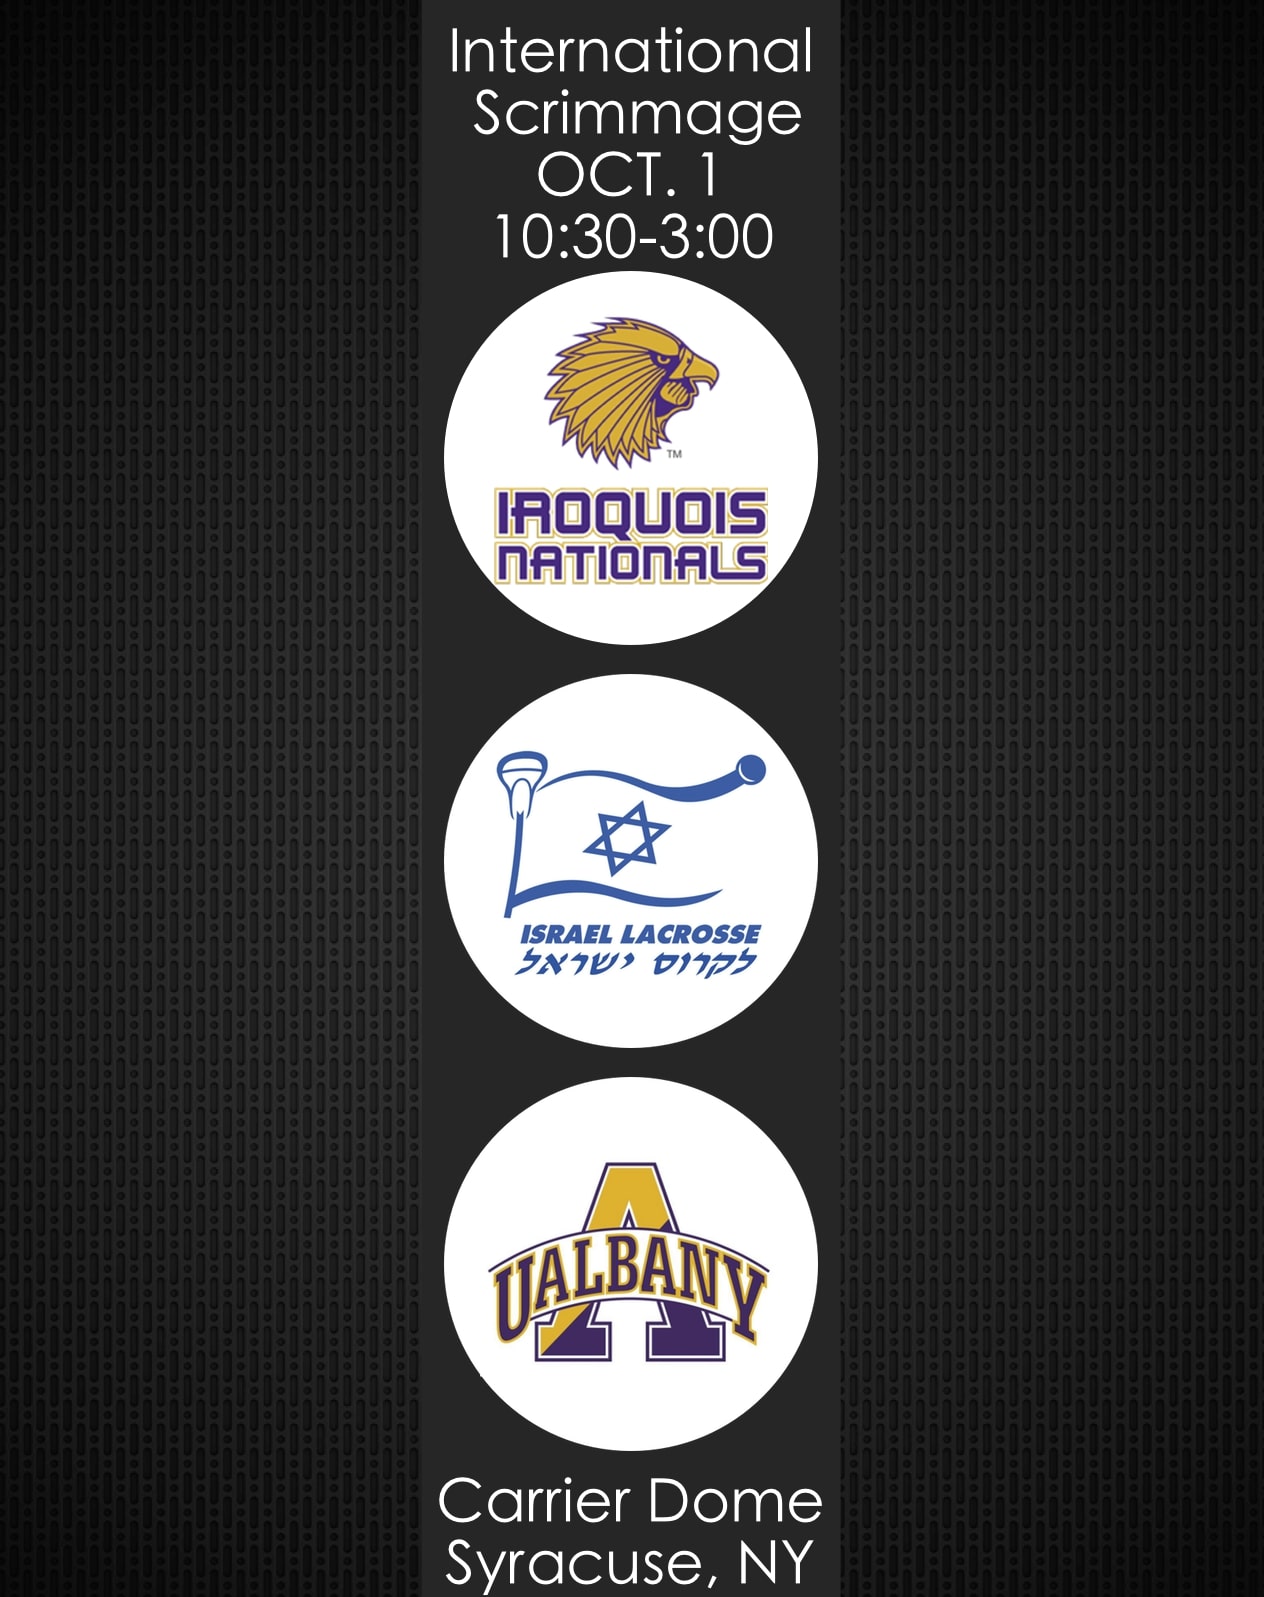 International
Scrimmage
OCT. 1
10:30-3:00
TM
IROQUOIS
NATIONALS
ISRAEL LACROSSE
לקרוס ישראל
UALBANY
Carrier Dome
Syracuse, NY